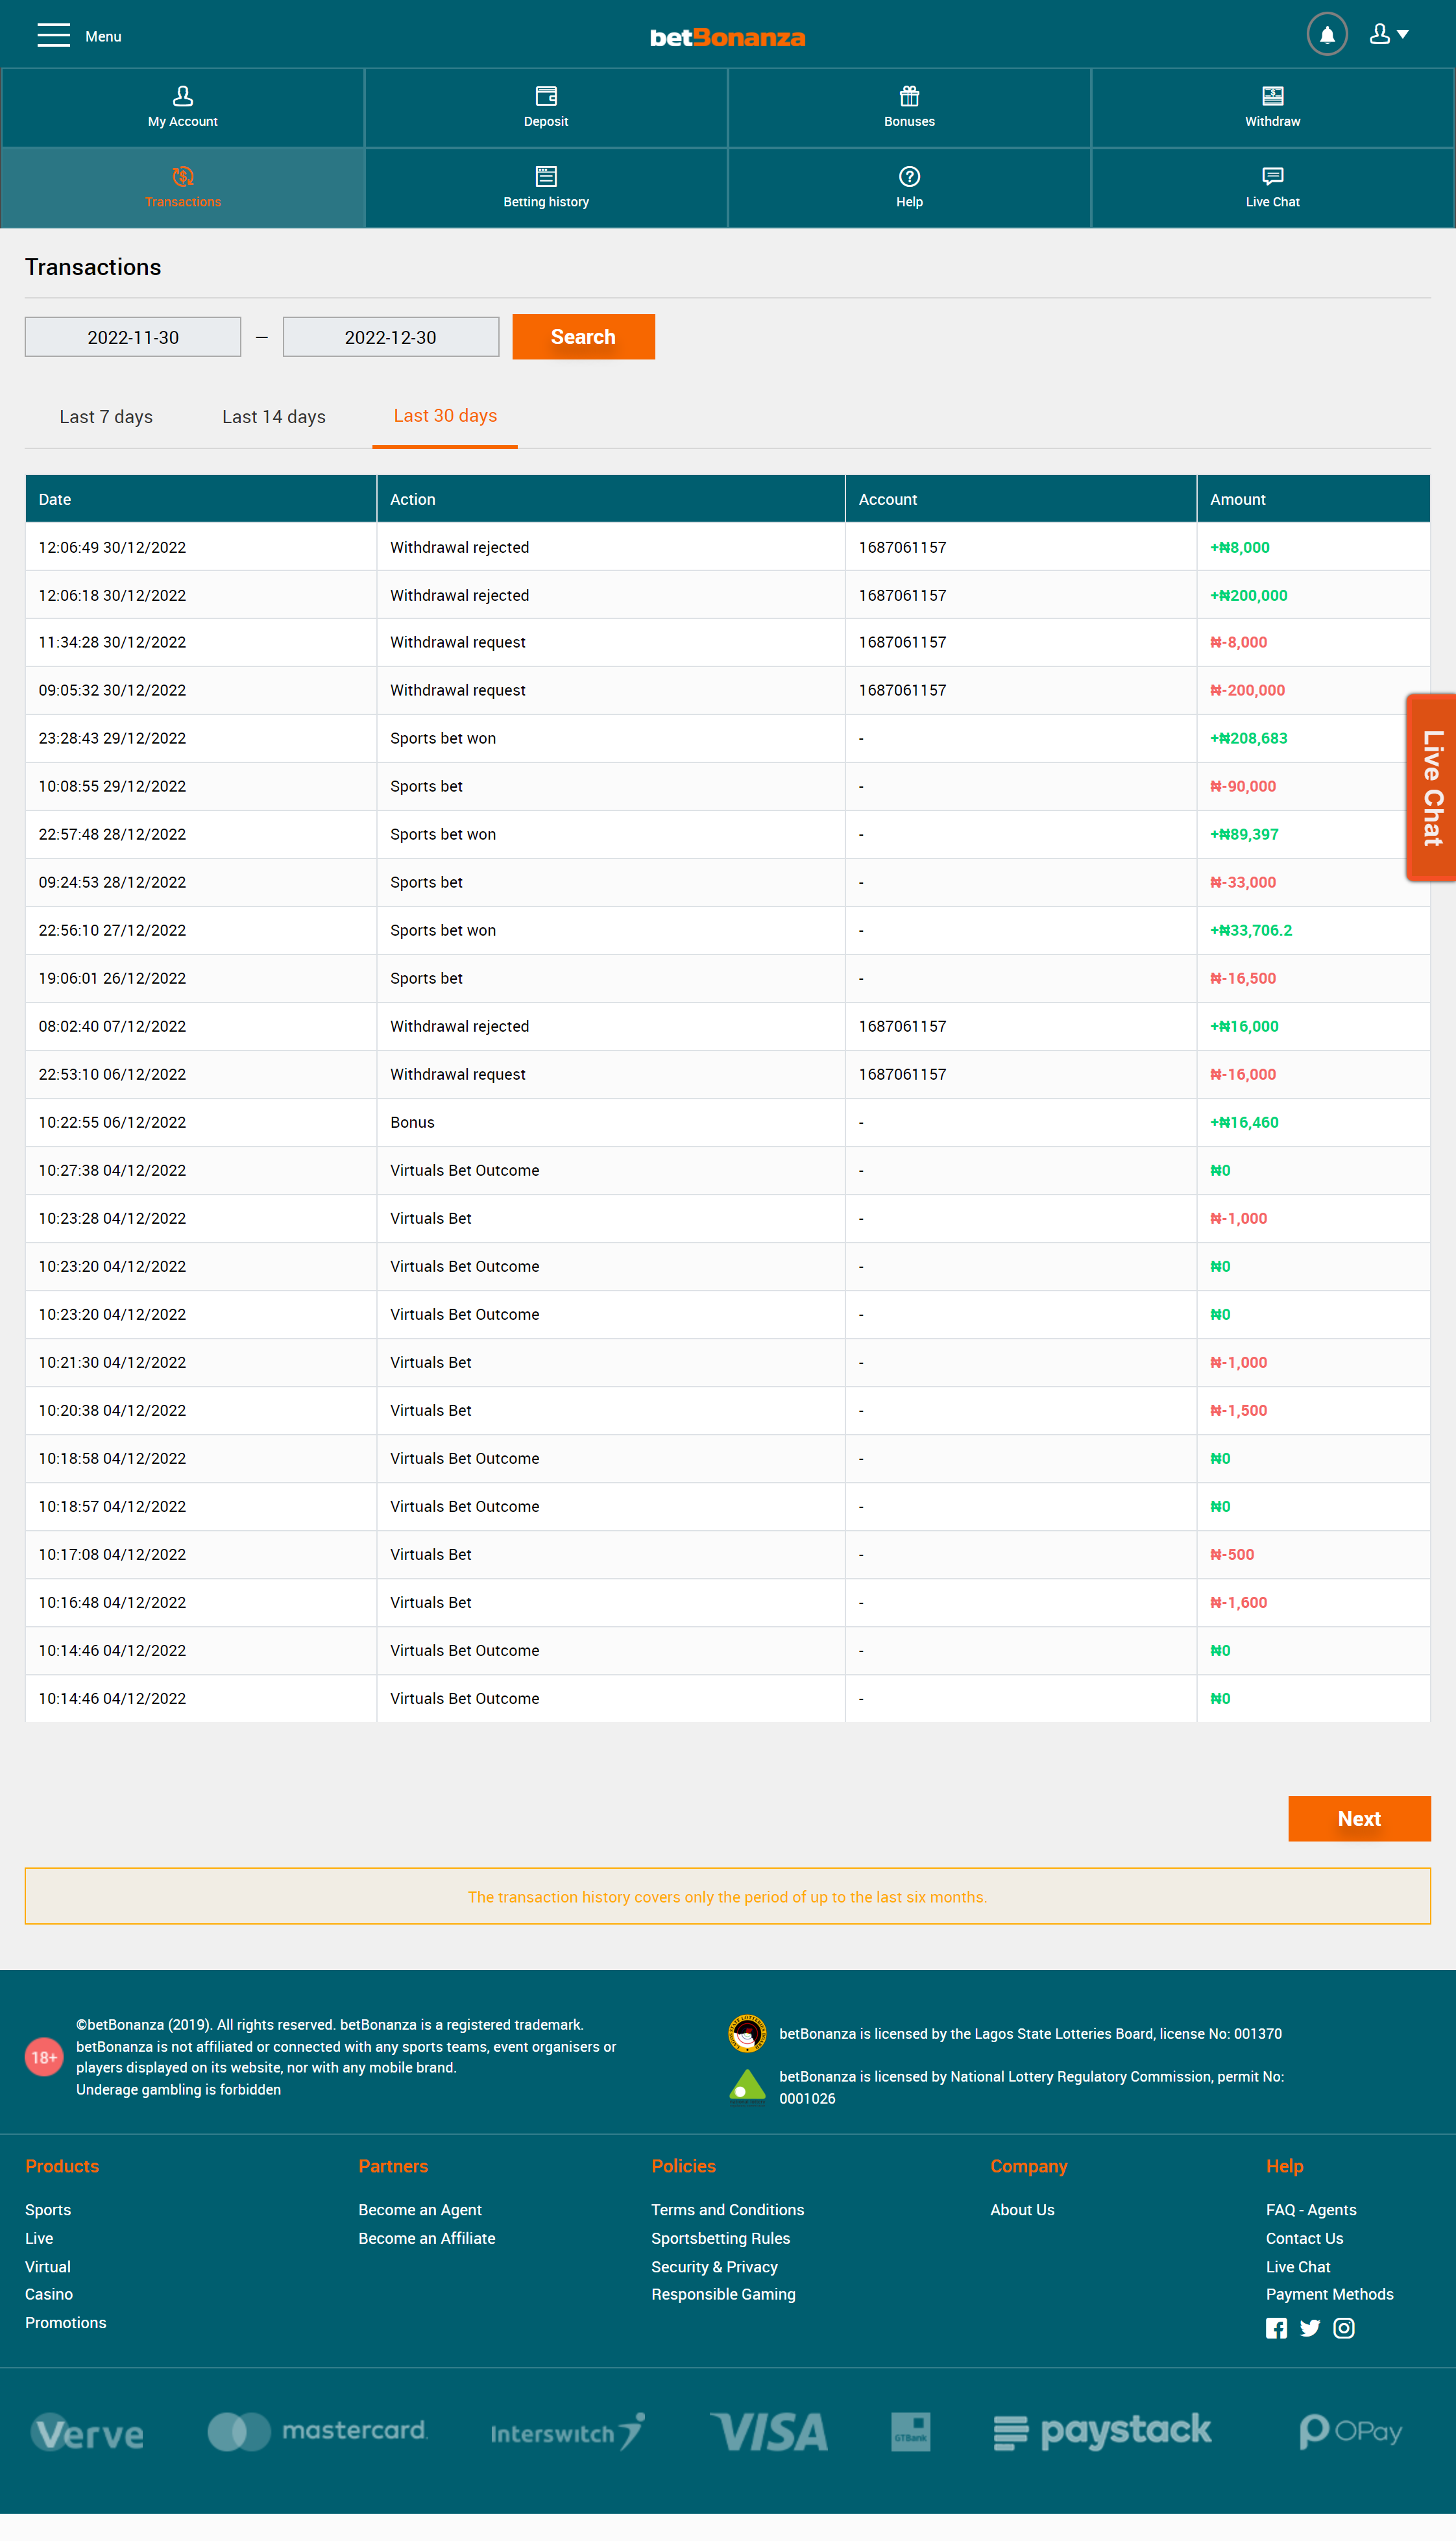 Menu
betBonanza
My Account
Deposit
Bonuses
Withdraw
Transactions
Betting history
Help
Live Chat
Transactions
2022-11-30 — 2022-12-30 Search
Last 7 days Last 14 days Last 30 days
Date Action Account Amount
12:06:49 30/12/2022 Withdrawal rejected 1687061157 +₦8,000
12:06:18 30/12/2022 Withdrawal rejected 1687061157 +₦200,000
11:34:28 30/12/2022 Withdrawal request 1687061157 ₦-8,000
09:05:32 30/12/2022 Withdrawal request 1687061157 ₦-200,000
23:28:43 29/12/2022 Sports bet won - +₦208,683
10:08:55 29/12/2022 Sports bet - ₦-90,000
22:57:48 28/12/2022 Sports bet won - +₦89,397
09:24:53 28/12/2022 Sports bet - ₦-33,000
22:56:10 27/12/2022 Sports bet won - +₦33,706.2
19:06:01 26/12/2022 Sports bet - ₦-16,500
08:02:40 07/12/2022 Withdrawal rejected 1687061157 +₦16,000
22:53:10 06/12/2022 Withdrawal request 1687061157 ₦-16,000
10:22:55 06/12/2022 Bonus - +₦16,460
10:27:38 04/12/2022 Virtuals Bet Outcome - ₦0
10:23:28 04/12/2022 Virtuals Bet - ₦-1,000
10:23:20 04/12/2022 Virtuals Bet Outcome - ₦0
10:23:20 04/12/2022 Virtuals Bet Outcome - ₦0
10:21:30 04/12/2022 Virtuals Bet - ₦-1,000
10:20:38 04/12/2022 Virtuals Bet - ₦-1,500
10:18:58 04/12/2022 Virtuals Bet Outcome - ₦0
10:18:57 04/12/2022 Virtuals Bet Outcome - ₦0
10:17:08 04/12/2022 Virtuals Bet - ₦-500
10:16:48 04/12/2022 Virtuals Bet - ₦-1,600
10:14:46 04/12/2022 Virtuals Bet Outcome - ₦0
10:14:46 04/12/2022 Virtuals Bet Outcome - ₦0
Live Chat
Next
The transaction history covers only the period of up to the last six months.
18+
©betBonanza (2019). All rights reserved. betBonanza is a registered trademark.
betBonanza is not affiliated or connected with any sports teams, event organisers or
players displayed on its website, nor with any mobile brand.
Underage gambling is forbidden
betBonanza is licensed by the Lagos State Lotteries Board, license No: 001370
betBonanza is licensed by National Lottery Regulatory Commission, permit No:
0001026
Products
Sports
Live
Virtual
Casino
Promotions
Partners
Become an Agent
Become an Affiliate
Policies
Terms and Conditions
Sportsbetting Rules
Security & Privacy
Responsible Gaming
Company
About Us
Help
FAQ - Agents
Contact Us
Live Chat
Payment Methods
Verve
mastercard.
Interswitch
VISA
GTBank
paystack
OPay